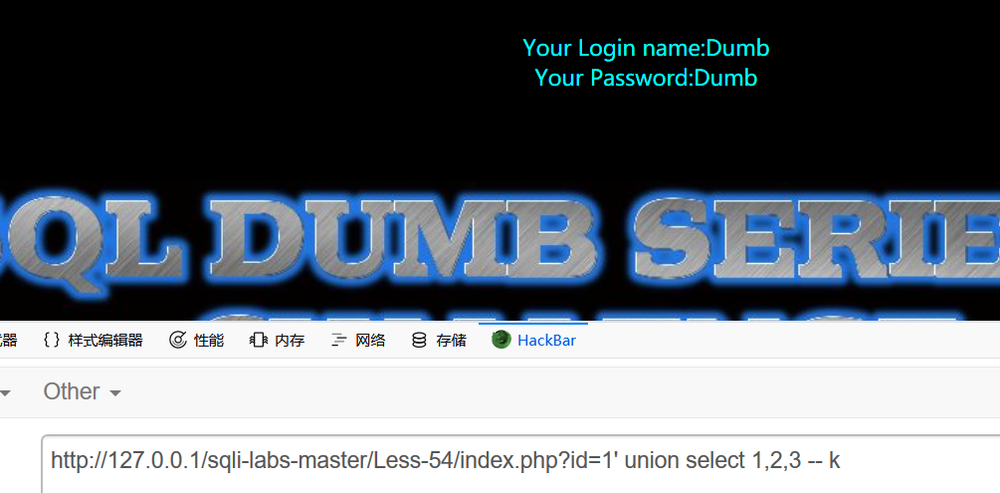 Your Login name:Dumb
Your Password:Dumb
SQL DUMB SERIE
器 {} 样式编辑器 性能 内存 网络 存储 HackBar
Other
http://127.0.0.1/sqli-labs-master/Less-54/index.php?id=1' union select 1,2,3 -- k